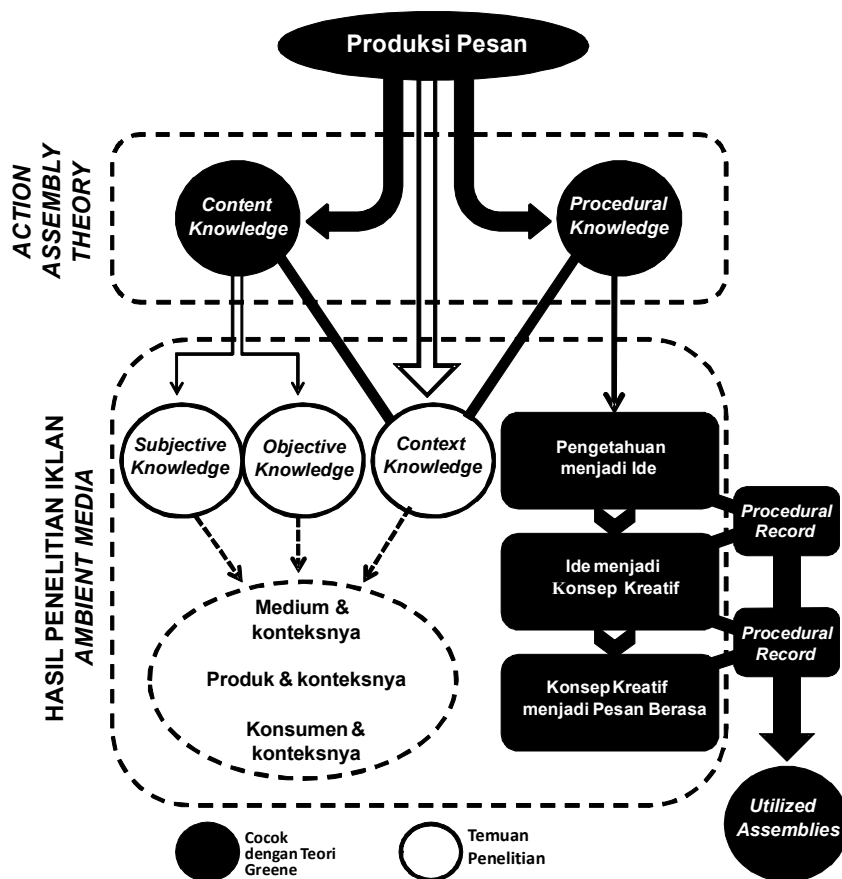 Produksi Pesan
ACTION
ASSEMBLY
THEORY
Content
Knowledge
Procedural
Knowledge
HASIL PENELITIAN IKLAN
AMBIENT MEDIA
Subjective
Knowledge
Objective
Knowledge
Context
Knowledge
Pengetahuan
menjadi Ide
Procedural
Record
Ide menjadi
Konsep Kreatif
Procedural
Record
Konsep Kreatif
menjadi Pesan Berasa
Medium &
konteksnya
Produk & konteksnya
Konsumen &
konteksnya
Utilized
Assemblies
Cocok
dengan Teori
Greene
Temuan
Penelitian